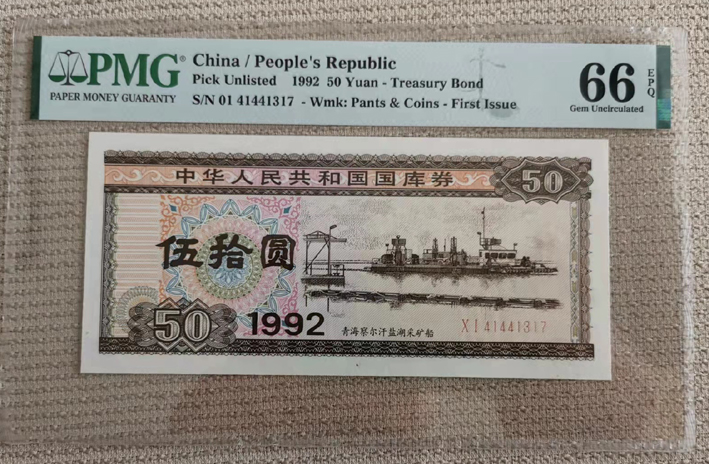 PMG
PAPER MONEY GUARANTY
China / People's Republic
Pick Unlisted 1992 50 Yuan - Treasury Bond
S/N 01 41441317 - Wmk: Pants & Coins - First Issue
66 EPQ
Gem Uncirculated
中华人民共和国国库券
50
伍拾圆
50
1992
青海察尔汗盐湖采矿船
XI41441317